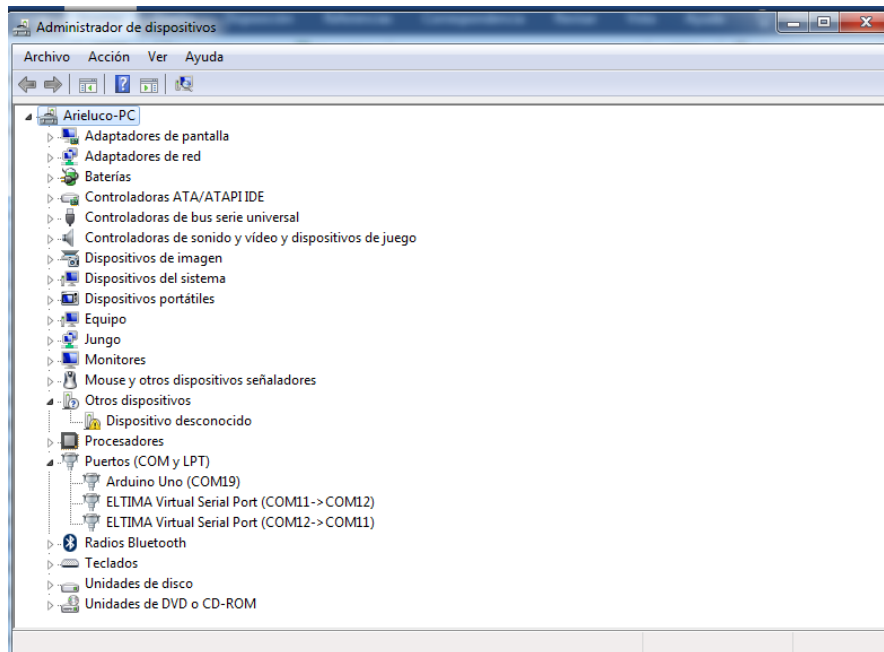 Administrador de dispositivos
Archivo Acción Ver Ayuda
Arieluco-PC
Adaptadores de pantalla
Adaptadores de red
Baterías
Controladoras ATA/ATAPI IDE
Controladoras de bus serie universal
Controladoras de sonido y vídeo y dispositivos de juego
Dispositivos de imagen
Dispositivos del sistema
Dispositivos portátiles
Equipo
Jungo
Monitores
Mouse y otros dispositivos señaladores
Otros dispositivos
Dispositivo desconocido
Procesadores
Puertos (COM y LPT)
Arduino Uno (COM19)
ELTIMA Virtual Serial Port (COM11->COM12)
ELTIMA Virtual Serial Port (COM12->COM11)
Radios Bluetooth
Teclados
Unidades de disco
Unidades de DVD o CD-ROM